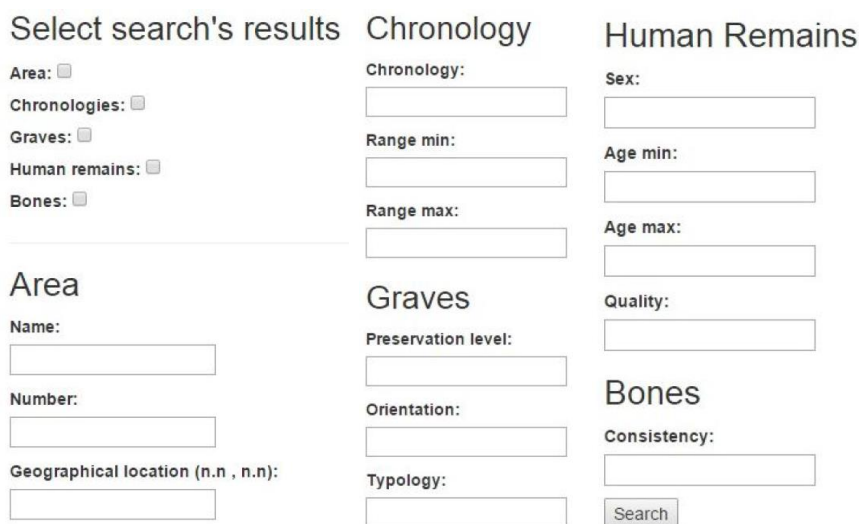 Select search's results
Area:
Chronologies:
Graves:
Human remains:
Bones:
Area
Name:
Number:
Geographical location (n.n , n.n):
Chronology
Chronology:
Range min:
Range max:
Graves
Preservation level:
Orientation:
Typology:
Human Remains
Sex:
Age min:
Age max:
Quality:
Bones
Consistency:
Search